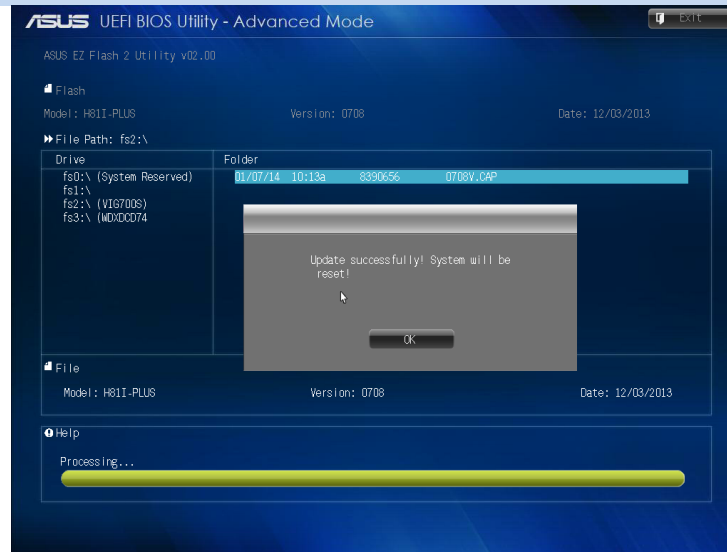 ASUS UEFI BIOS Utility - Advanced Mode
Exit
ASUS EZ Flash 2 Utility v02.00
Flash
Model: H81I-PLUS Version: 0708 Date: 12/03/2013
File Path: fs2:\
Drive Folder
fs0:\ (System Reserved) 01/07/14 10:13a 8390656 0708V.CAP
fs1:\
fs2:\ (VIG700S)
fs3:\ (WDXDCD74
Update successfully! System will be
reset!
OK
File
Model: H81I-PLUS Version: 0708 Date: 12/03/2013
Help
Processing...